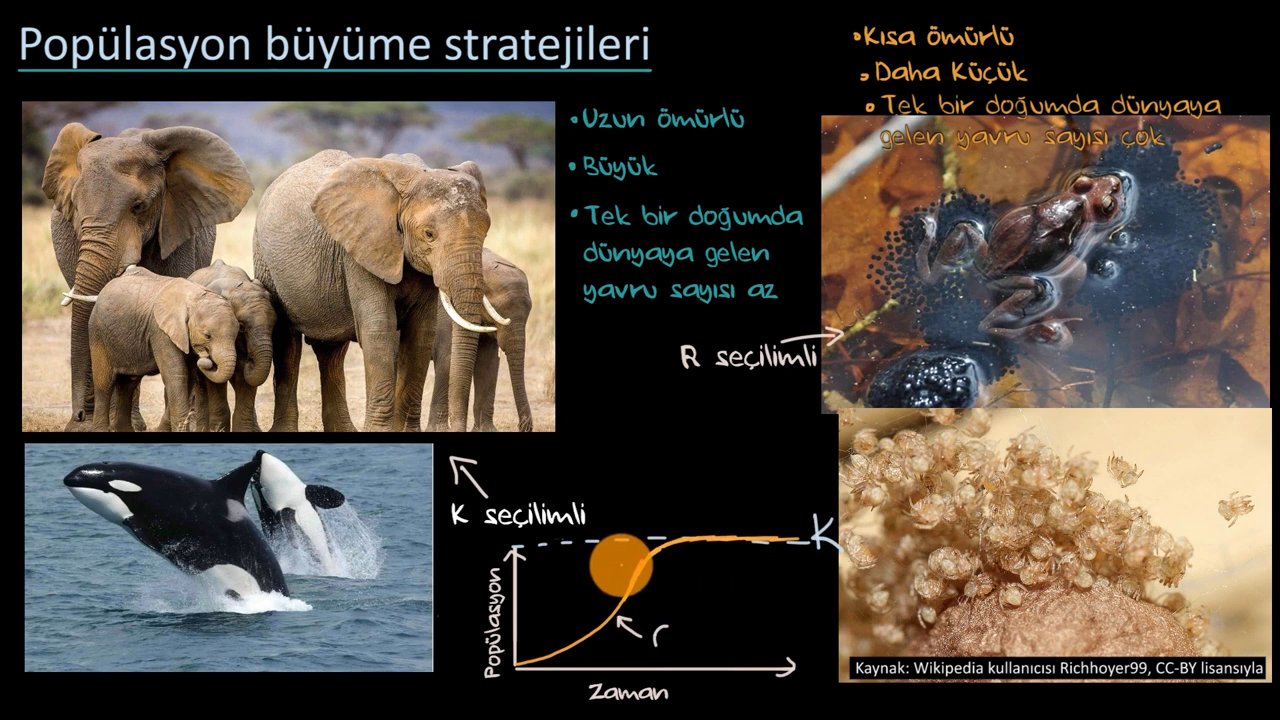 Popülasyon büyüme stratejileri
•Uzun ömürlü
•Büyük
•Tek bir doğumda
dünyaya gelen
yavru sayısı az
•Kısa ömürlü
•Daha Küçük
•Tek bir doğumda dünyaya
gelen yavru sayısı çok
R seçilimli
K seçilimli
K
Popülasyon
r
Zaman
Kaynak: Wikipedia kullanıcısı Richhoyer99, CC-BY lisansıyla